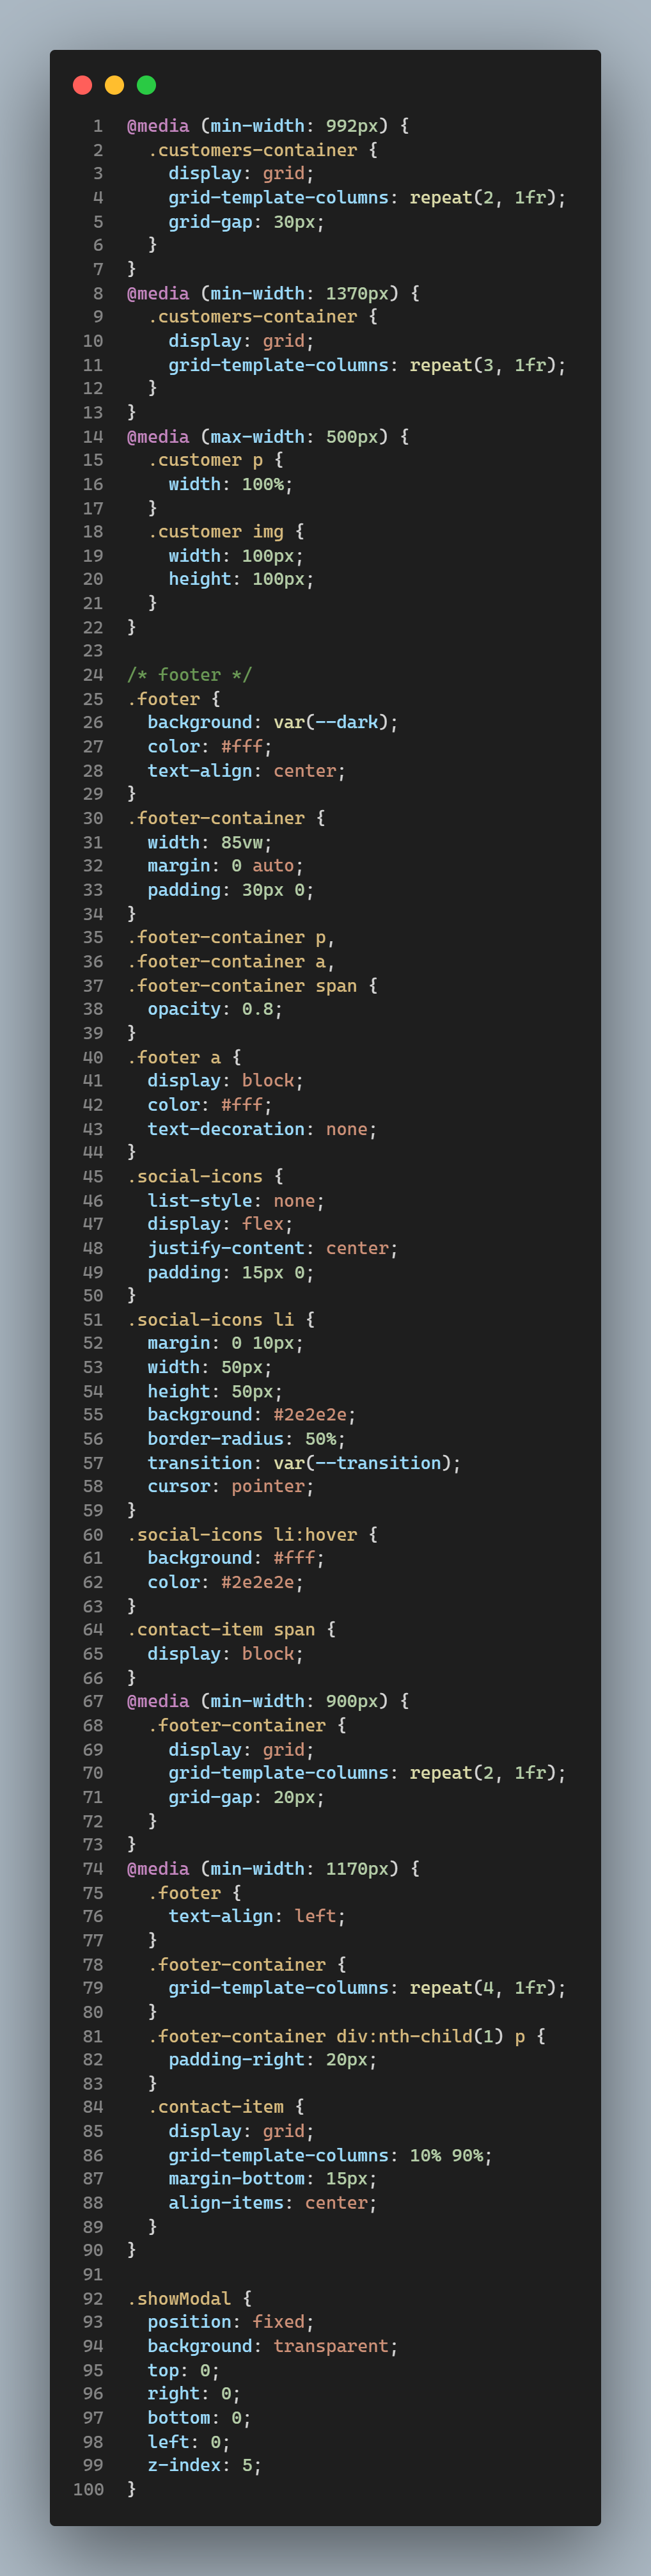 1 @media (min-width: 992px) {
2   .customers-container {
3     display: grid;
4     grid-template-columns: repeat(2, 1fr);
5     grid-gap: 30px;
6   }
7 }
8 @media (min-width: 1370px) {
9   .customers-container {
10     display: grid;
11     grid-template-columns: repeat(3, 1fr);
12   }
13 }
14 @media (max-width: 500px) {
15   .customer p {
16     width: 100%;
17   }
18   .customer img {
19     width: 100px;
20     height: 100px;
21   }
22 }
23
24 /* footer */
25 .footer {
26   background: var(--dark);
27   color: #fff;
28   text-align: center;
29 }
30 .footer-container {
31   width: 85vw;
32   margin: 0 auto;
33   padding: 30px 0;
34 }
35 .footer-container p,
36 .footer-container a,
37 .footer-container span {
38   opacity: 0.8;
39 }
40 .footer a {
41   display: block;
42   color: #fff;
43   text-decoration: none;
44 }
45 .social-icons {
46   list-style: none;
47   display: flex;
48   justify-content: center;
49   padding: 15px 0;
50 }
51 .social-icons li {
52   margin: 0 10px;
53   width: 50px;
54   height: 50px;
55   background: #2e2e2e;
56   border-radius: 50%;
57   transition: var(--transition);
58   cursor: pointer;
59 }
60 .social-icons li:hover {
61   background: #fff;
62   color: #2e2e2e;
63 }
64 .contact-item span {
65   display: block;
66 }
67 @media (min-width: 900px) {
68   .footer-container {
69     display: grid;
70     grid-template-columns: repeat(2, 1fr);
71     grid-gap: 20px;
72   }
73 }
74 @media (min-width: 1170px) {
75   .footer {
76     text-align: left;
77   }
78   .footer-container {
79     grid-template-columns: repeat(4, 1fr);
80   }
81   .footer-container div:nth-child(1) p {
82     padding-right: 20px;
83   }
84   .contact-item {
85     display: grid;
86     grid-template-columns: 10% 90%;
87     margin-bottom: 15px;
88     align-items: center;
89   }
90 }
91
92 .showModal {
93   position: fixed;
94   background: transparent;
95   top: 0;
96   right: 0;
97   bottom: 0;
98   left: 0;
99   z-index: 5;
100 }